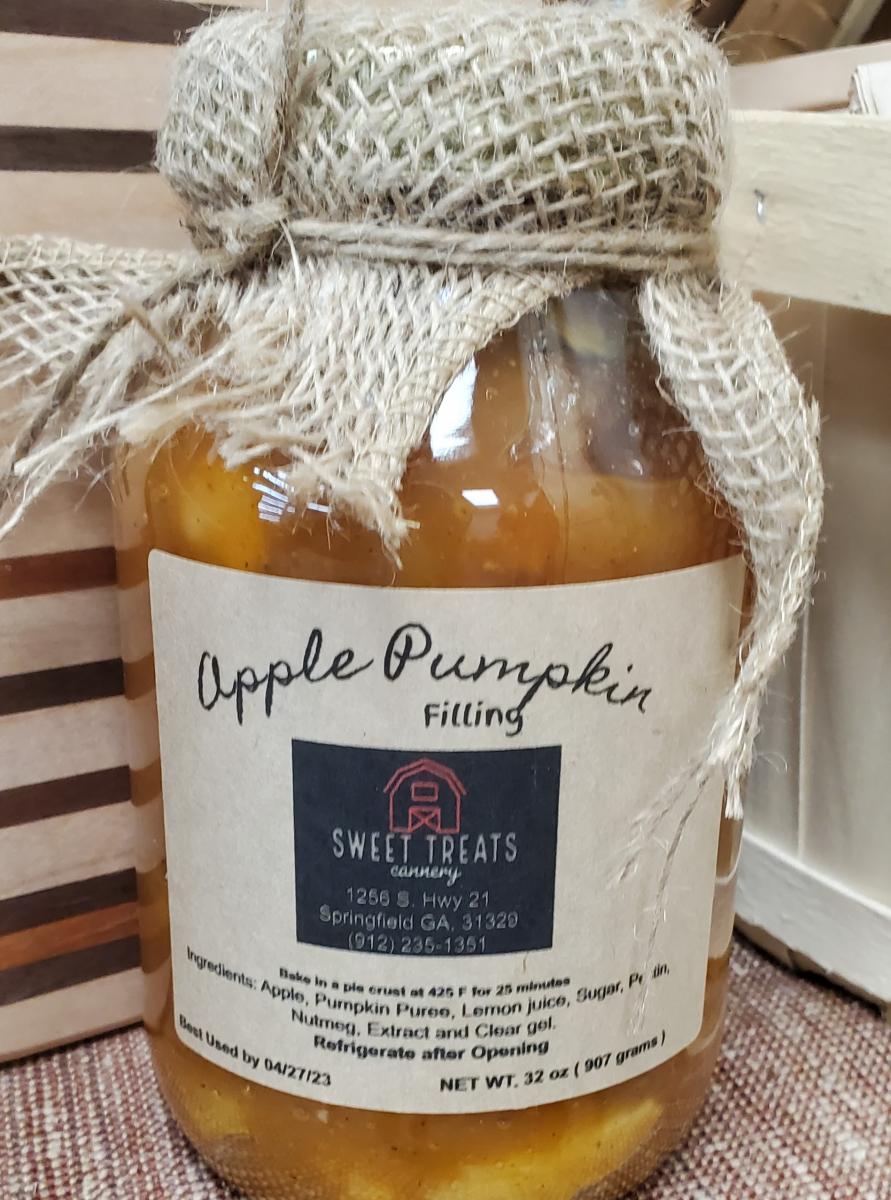 Apple Pumpkin
Filling
SWEET TREATS
cannery
1256 S. Hwy 21
Springfield GA, 31329
(912) 235-1351
Bake in a pie crust at 425 F for 25 minutes
Ingredients: Apple, Pumpkin Puree, Lemon juice, Sugar,
Nutmeg, Extract and Clear gel.
Refrigerate after Opening
Best Used by 04/27/23
NET WT. 32 oz ( 907 grams )